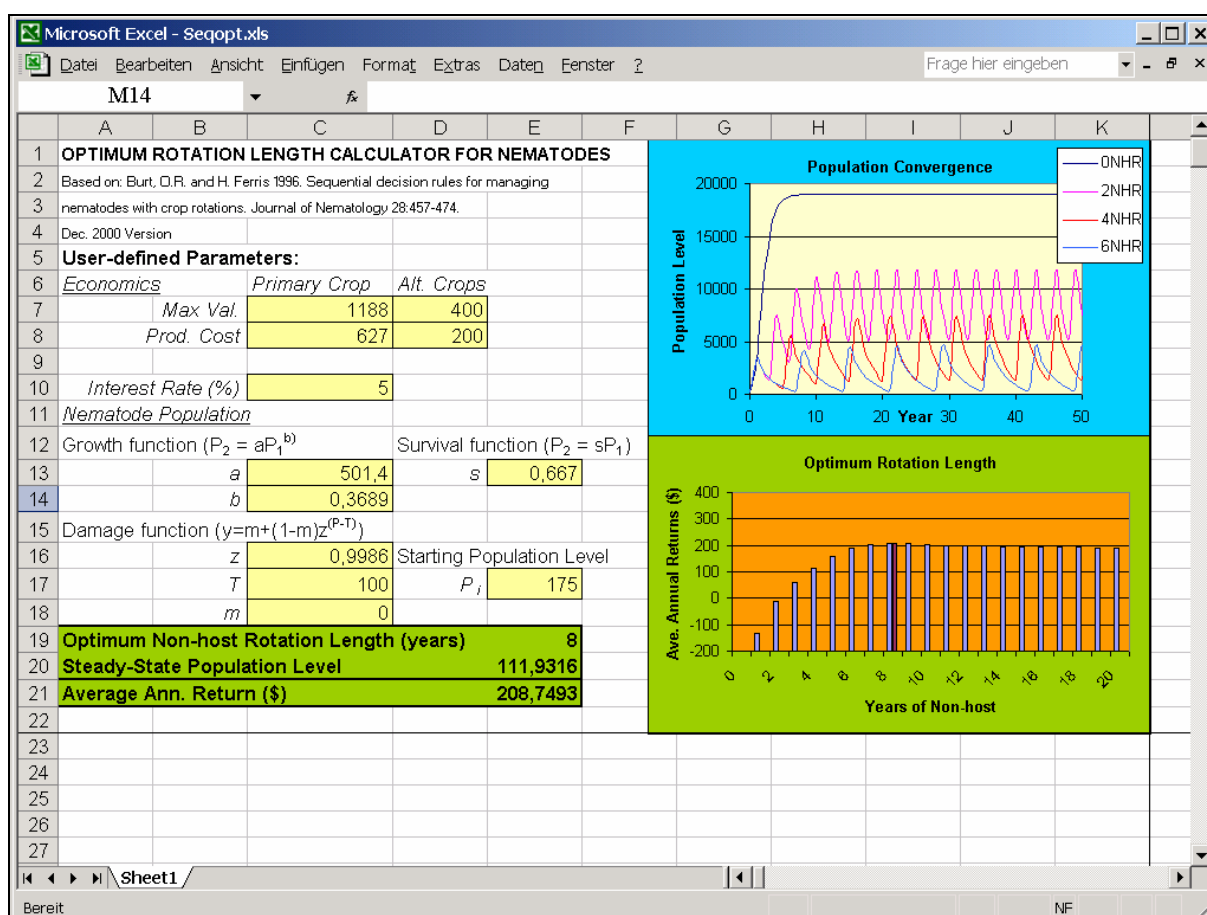 Microsoft Excel - Seqopt.xls
Datei Bearbeiten Ansicht Einfügen Format Extras Daten Fenster ? Frage hier eingeben
M14 fx
A B C D E F G H I J K
1 OPTIMUM ROTATION LENGTH CALCULATOR FOR NEMATODES
2 Based on: Burt, O.R. and H. Ferris 1996. Sequential decision rules for managing
3 nematodes with crop rotations. Journal of Nematology 28:457-474.
4 Dec. 2000 Version
5 User-defined Parameters:
6 Economics Primary Crop Alt. Crops
7 Max Val. 1188 400
8 Prod. Cost 627 200
9
10 Interest Rate (%) 5
11 Nematode Population
12 Growth function (P2 = aP1^b) Survival function (P2 = sP1)
13 a 501,4 s 0,667
14 b 0,3689
15 Damage function (y=m+(1-m)z^(P-T))
16 z 0,9986 Starting Population Level
17 T 100 Pi 175
18 m 0
19 Optimum Non-host Rotation Length (years) 8
20 Steady-State Population Level 111,9316
21 Average Ann. Return ($) 208,7493
22
23
24
25
26
27
Population Convergence
0NHR
2NHR
4NHR
6NHR
Population Level
20000
15000
10000
5000
0
0 10 20 Year 30 40 50
Optimum Rotation Length
Ave. Annual Returns ($)
400
300
200
100
0
-100
-200
0 2 4 6 8 10 12 14 16 18 20
Years of Non-host
Sheet1
Bereit NF